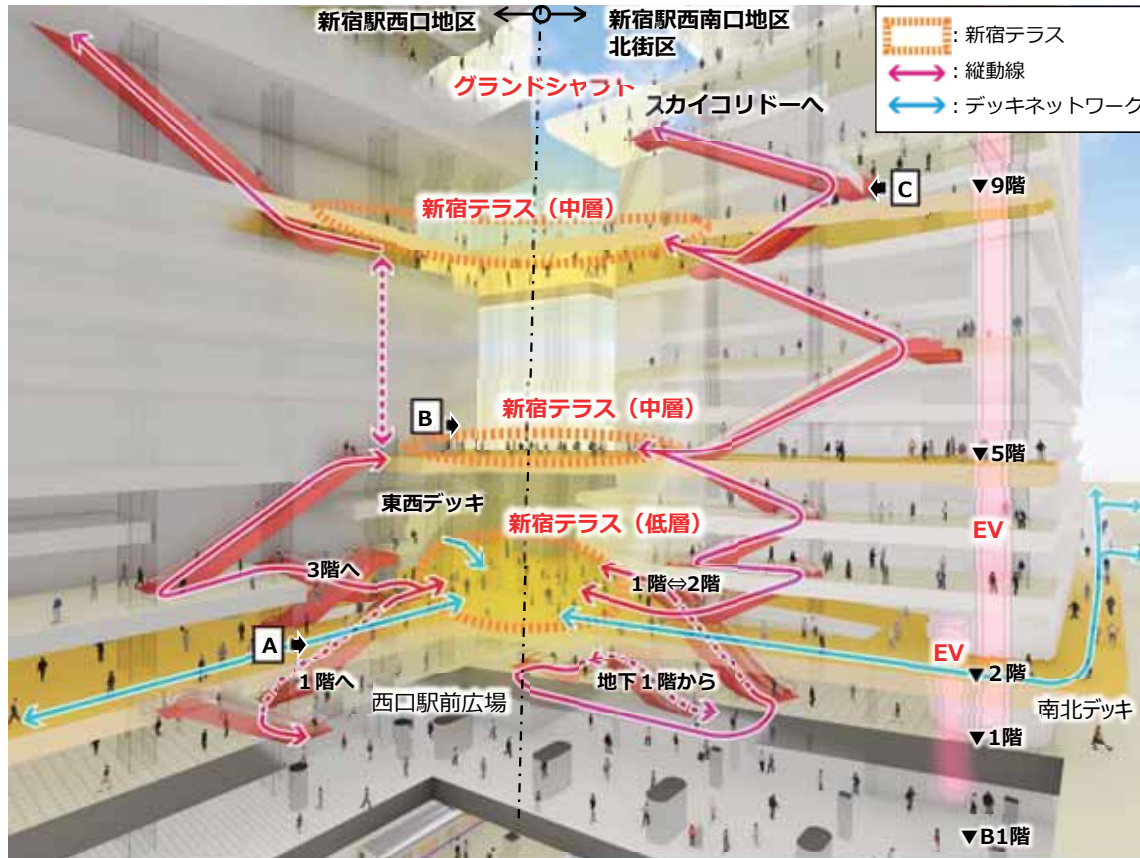 新宿駅西口地区
新宿駅西南口地区
北街区
：新宿テラス
：縦動線
：デッキネットワーク
グランドシャフト
スカイコリドーへ
C
▼9階
新宿テラス（中層）
B
新宿テラス（中層）
▼5階
東西デッキ
新宿テラス（低層）
EV
3階へ
1階⇔2階
A
EV
1階へ
西口駅前広場
地下１階から
▼2階
南北デッキ
▼1階
▼B1階